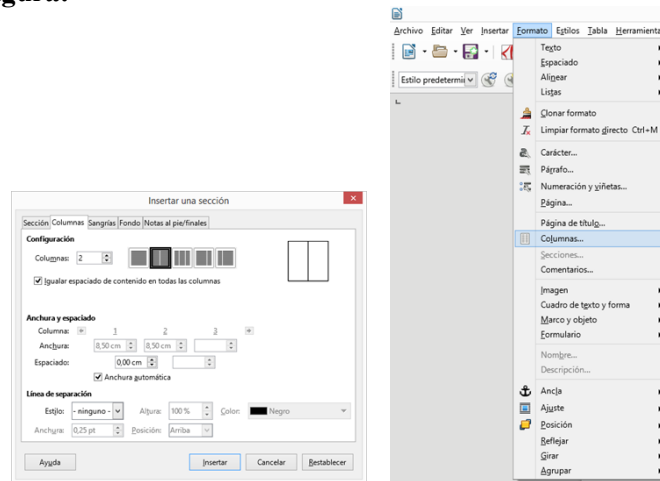 Insertar una sección
Sección Columnas Sangrías Fondo Notas al pie/finales
Configuración
Columnas: 2
Igualar espaciado de contenido en todas las columnas
Anchura y espaciado
Columna: 1 2 3
Anchura: 8,50 cm 8,50 cm
Espaciado: 0,00 cm
Anchura automática
Línea de separación
Estilo: - ninguno - Altura: 100 % Color: Negro
Anchura: 0,25 pt Posición: Arriba
Ayuda Insertar Cancelar Restablecer
Archivo Editar Ver Insertar Formato Estilos Tabla Herramienta
Estilo predetermi
Texto
Espaciado
Alinear
Listas
Clonar formato
Limpiar formato directo Ctrl+M
Carácter...
Párrafo...
Numeración y viñetas...
Página...
Página de título...
Columnas...
Secciones...
Comentarios...
Imagen
Cuadro de texto y forma
Marco y objeto
Formulario
Nombre...
Descripción...
Ancla
Ajuste
Posición
Reflejar
Girar
Agrupar